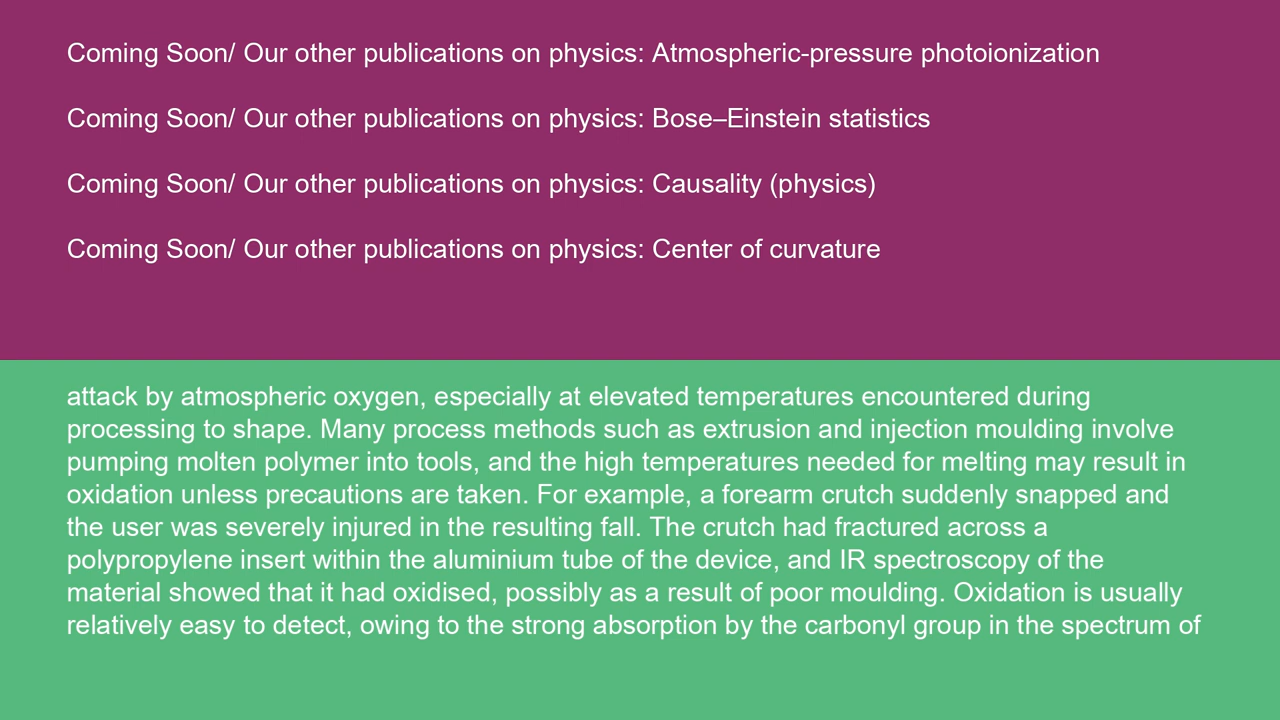 Coming Soon/ Our other publications on physics: Atmospheric-pressure photoionization
Coming Soon/ Our other publications on physics: Bose–Einstein statistics
Coming Soon/ Our other publications on physics: Causality (physics)
Coming Soon/ Our other publications on physics: Center of curvature
attack by atmospheric oxygen, especially at elevated temperatures encountered during
processing to shape. Many process methods such as extrusion and injection moulding involve
pumping molten polymer into tools, and the high temperatures needed for melting may result in
oxidation unless precautions are taken. For example, a forearm crutch suddenly snapped and
the user was severely injured in the resulting fall. The crutch had fractured across a
polypropylene insert within the aluminium tube of the device, and IR spectroscopy of the
material showed that it had oxidised, possibly as a result of poor moulding. Oxidation is usually
relatively easy to detect, owing to the strong absorption by the carbonyl group in the spectrum of